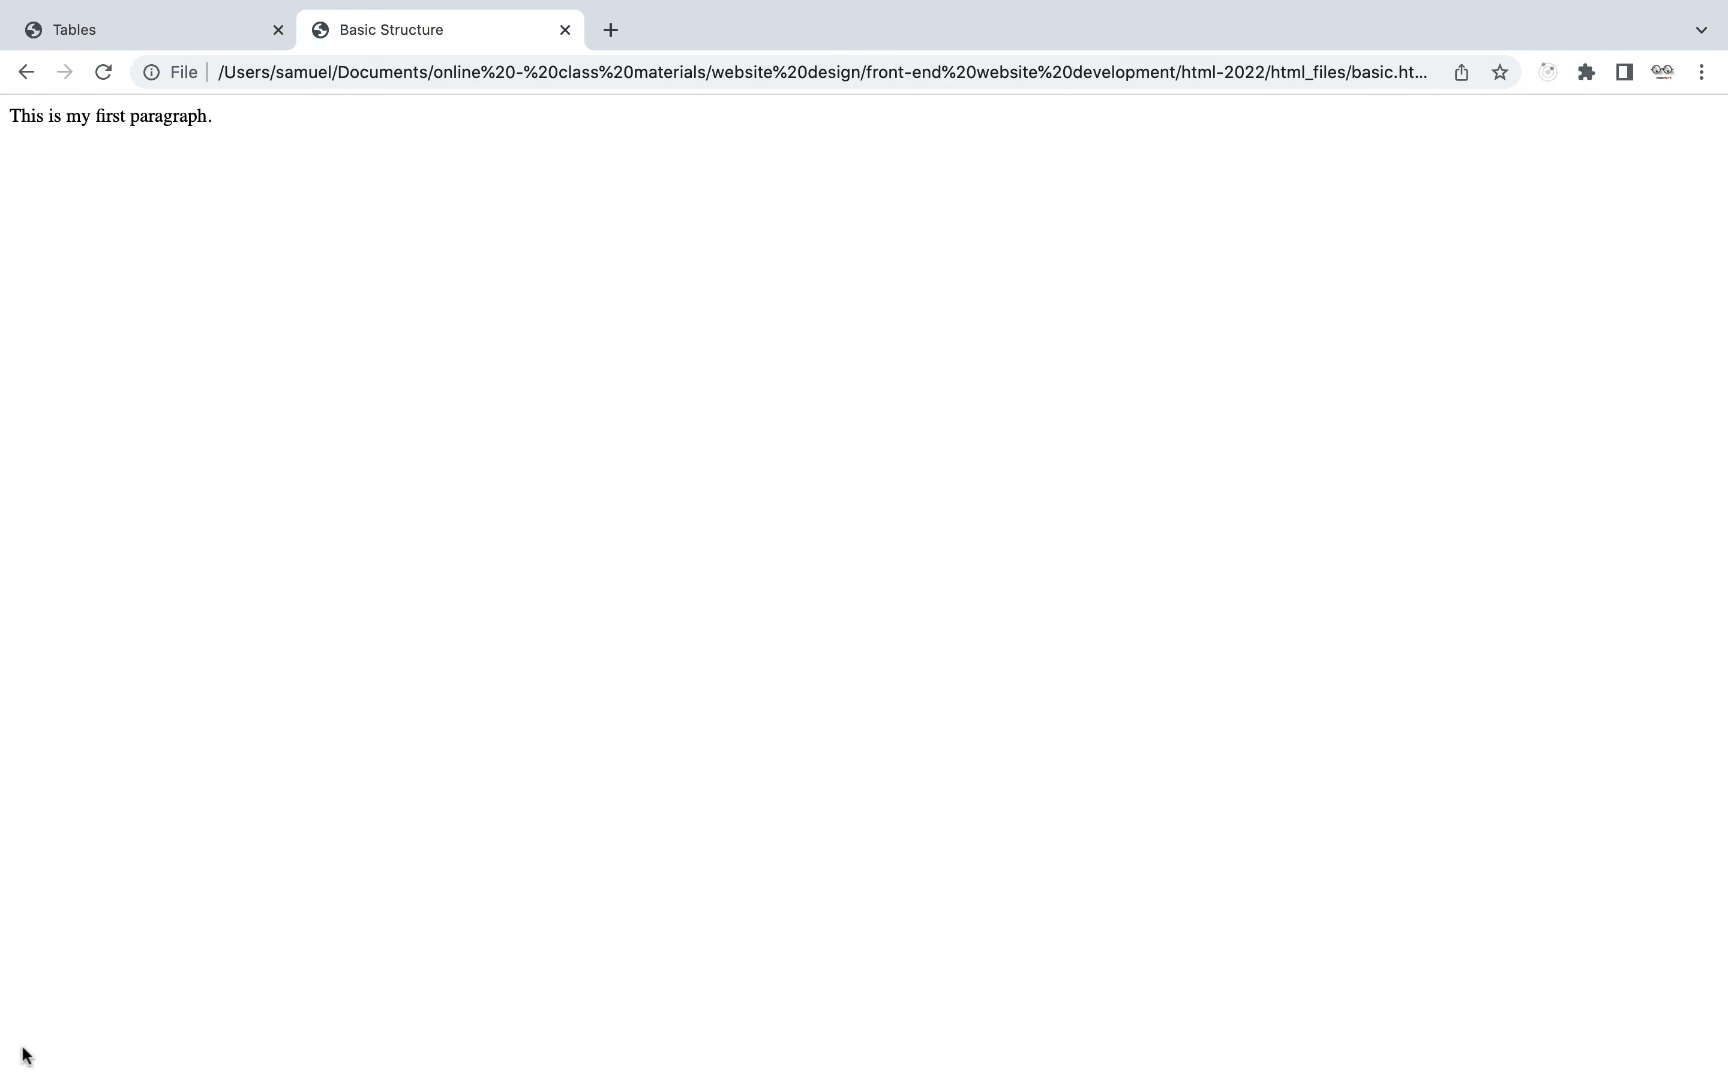 Tables
Basic Structure
File
/Users/samuel/Documents/online%20-%20class%20materials/website%20design/front-end%20website%20development/html-2022/html_files/basic.ht...
This is my first paragraph.